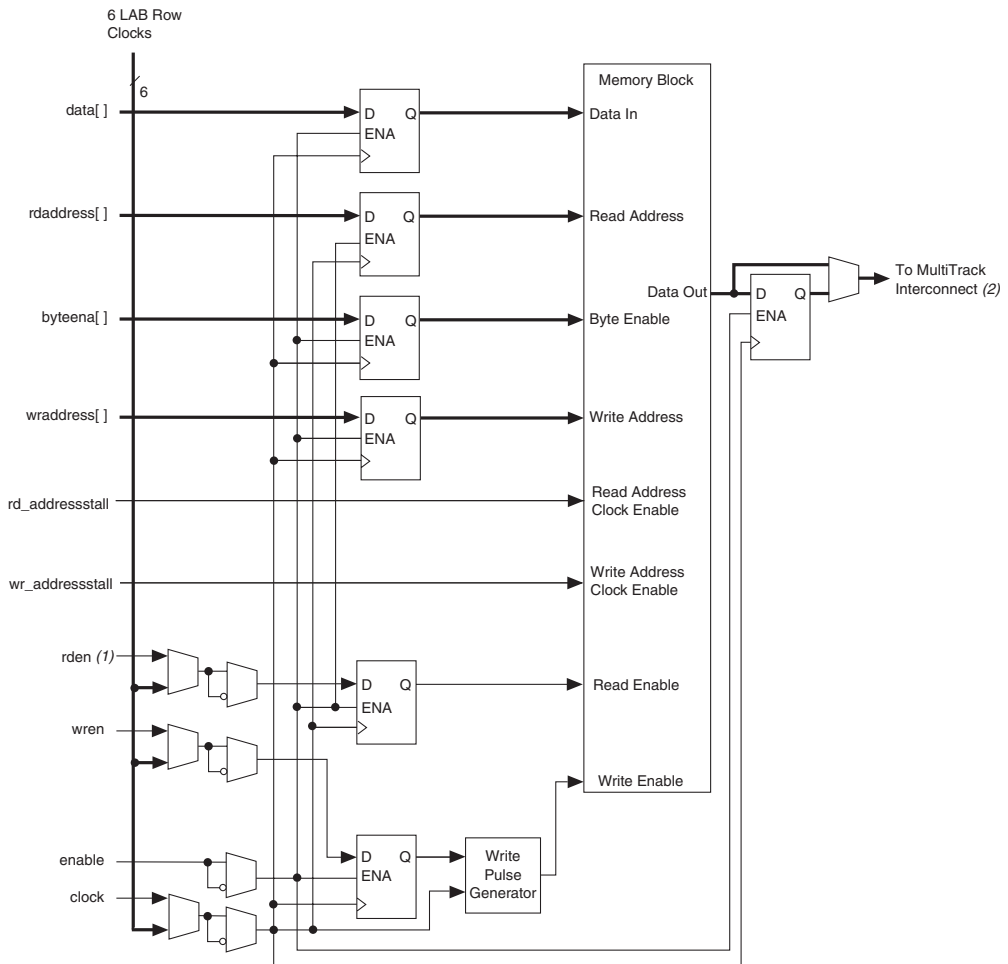 6 LAB Row
Clocks
6
data[ ]
D Q
ENA
Memory Block
Data In
rdaddress[ ]
D Q
ENA
Read Address
Data Out
D Q
ENA
To MultiTrack
Interconnect (2)
byteena[ ]
D Q
ENA
Byte Enable
wraddress[ ]
D Q
ENA
Write Address
rd_addressstall
Read Address
Clock Enable
wr_addressstall
Write Address
Clock Enable
rden (1)
D Q
ENA
Read Enable
wren
Write Enable
enable
D Q
ENA
Write
Pulse
Generator
clock